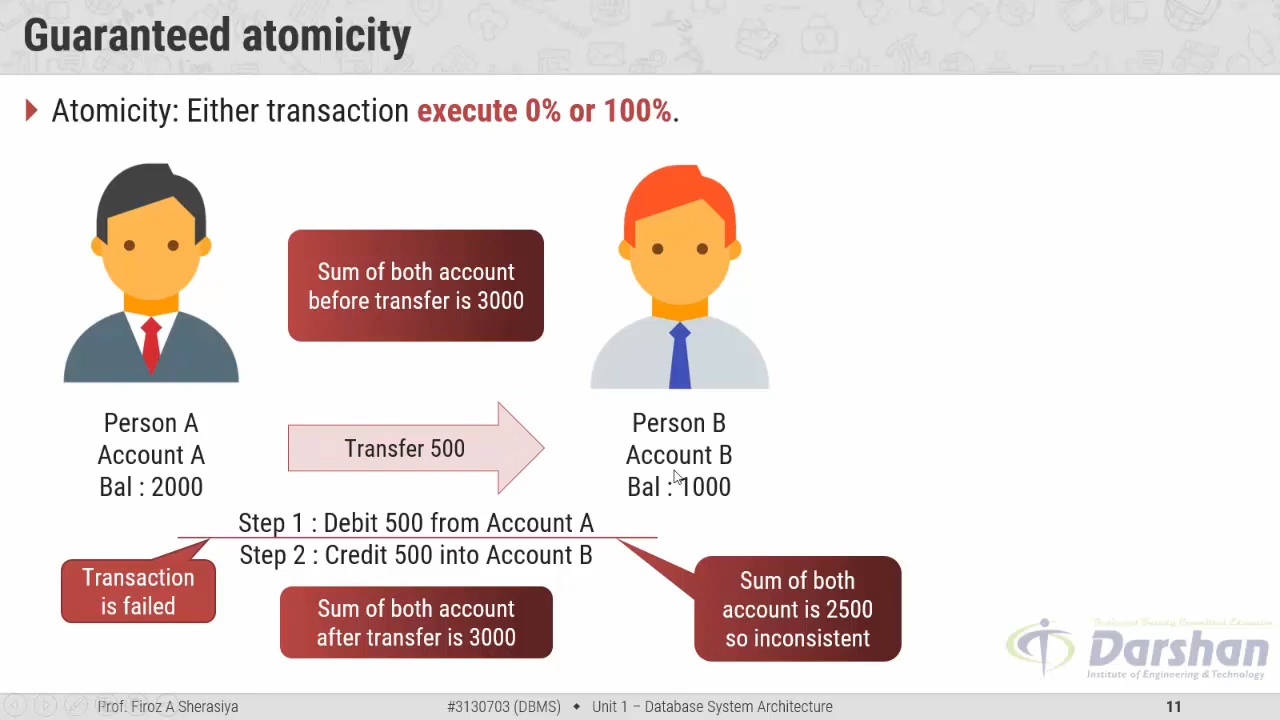 Guaranteed atomicity
Atomicity: Either transaction execute 0% or 100%.
Sum of both account
before transfer is 3000
Person A
Account A
Bal : 2000
Transfer 500
Person B
Account B
Bal : 1000
Step 1 : Debit 500 from Account A
Step 2 : Credit 500 into Account B
Transaction
is failed
Sum of both account
after transfer is 3000
Sum of both
account is 2500
so inconsistent
Darshan
Institute of Engineering & Technology
Prof. Firoz A Sherasiya
#3130703 (DBMS) ◆ Unit 1 – Database System Architecture
11